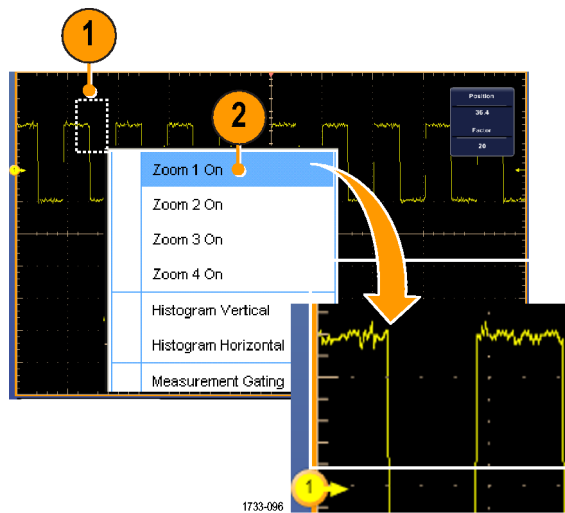 1
Position
36.4
Factor
20
2
Zoom 1 On
Zoom 2 On
Zoom 3 On
Zoom 4 On
Histogram Vertical
Histogram Horizontal
Measurement Gating
1
1733-096